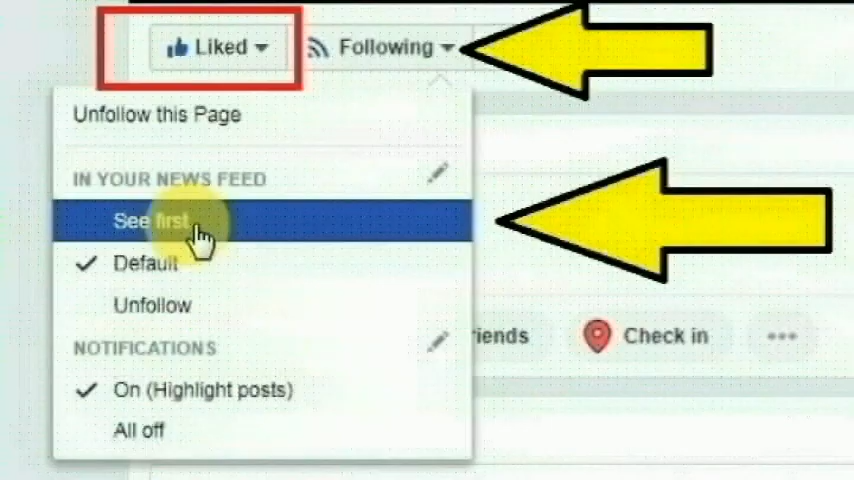 Liked Following
Unfollow this Page
IN YOUR NEWS FEED
See first
Default
Unfollow
riends Check in
NOTIFICATIONS
On (Highlight posts)
All off